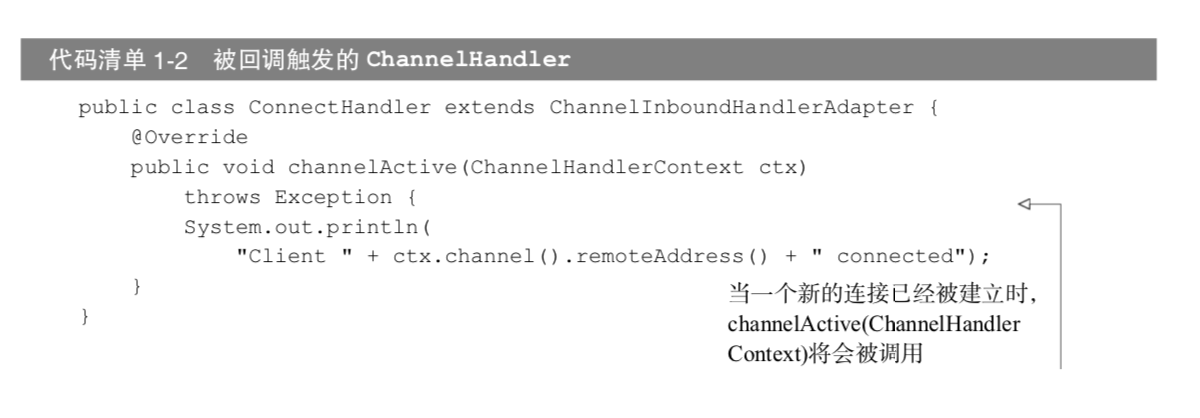 代码清单 1-2 被回调触发的 ChannelHandler
public class ConnectHandler extends ChannelInboundHandlerAdapter {
@Override
public void channelActive(ChannelHandlerContext ctx)
throws Exception {
System.out.println(
"Client " + ctx.channel().remoteAddress() + " connected");
}
}
当一个新的连接已经被建立时，
channelActive(ChannelHandler
Context)将会被调用